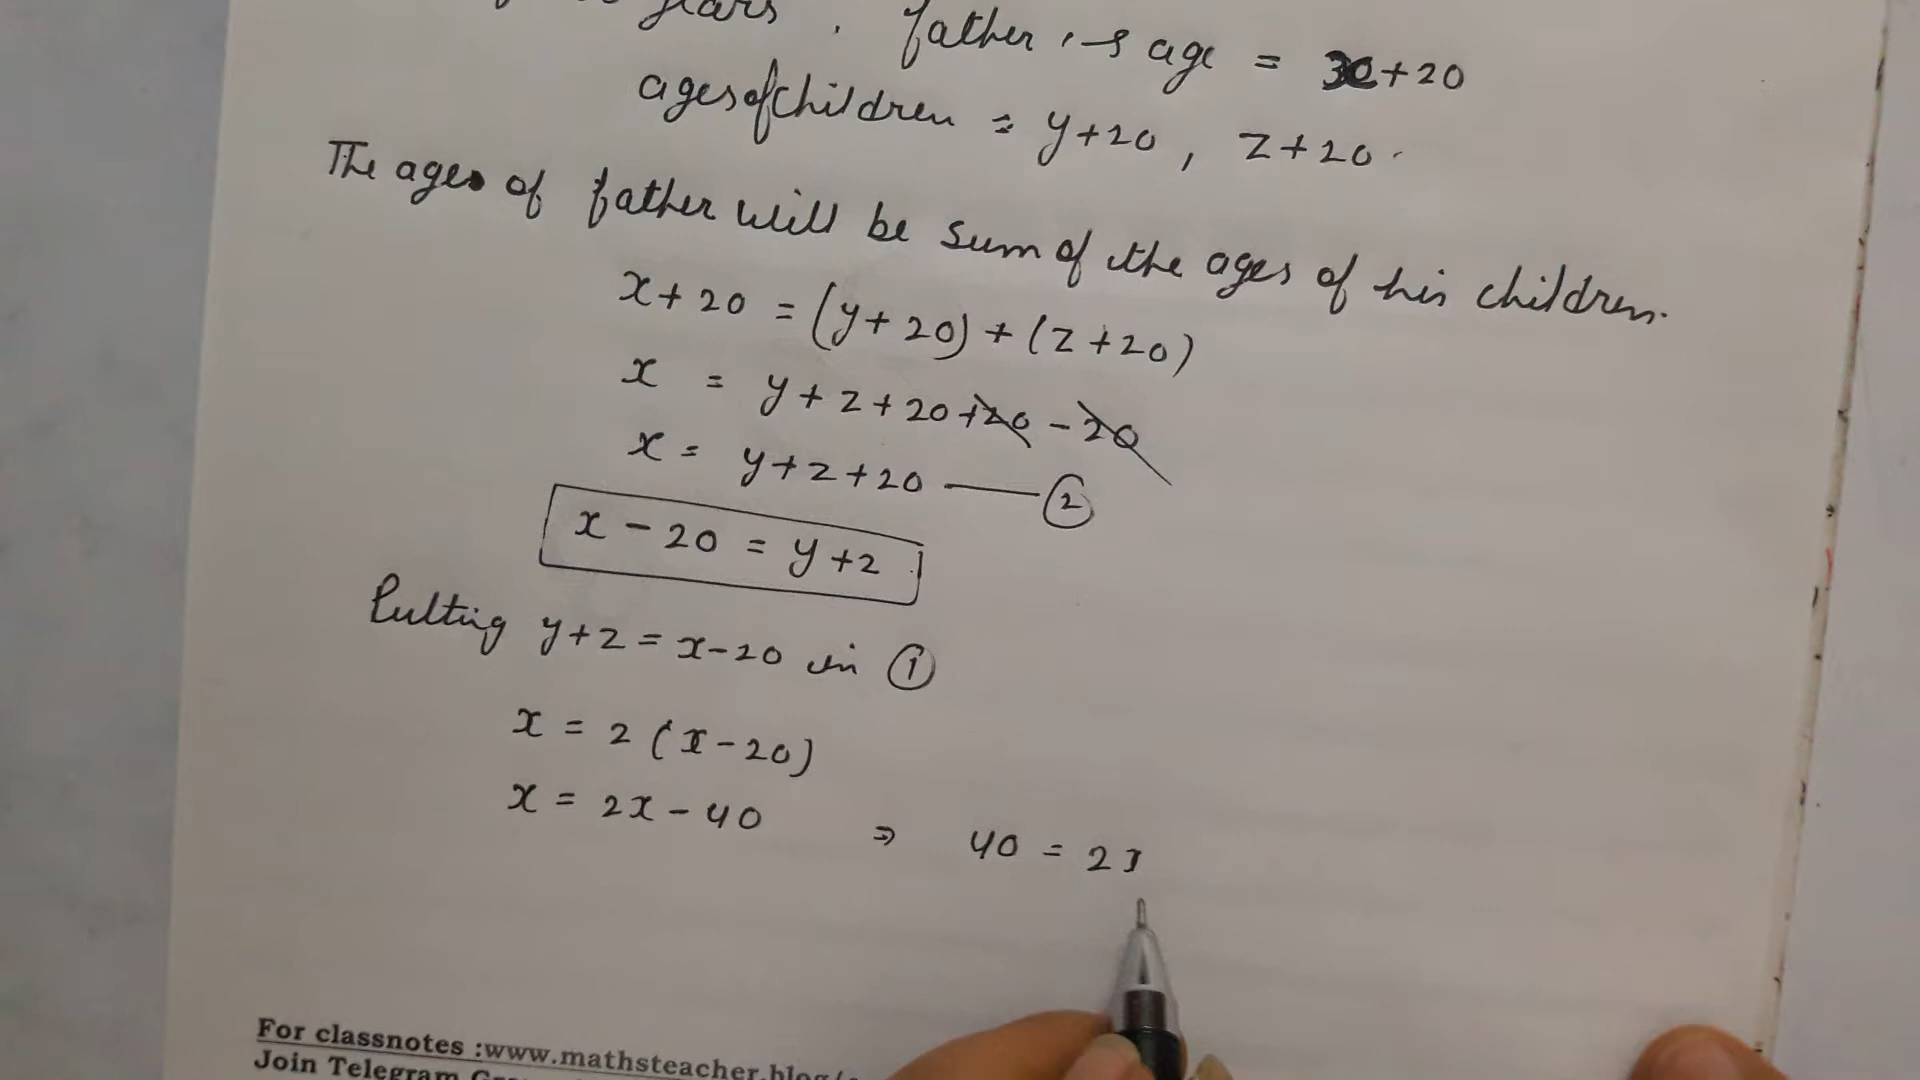 years. father's age = x+20
ages of children = y+20, z+20.
The ages of father will be sum of the ages of his children.
x+20 = (y+20)+(z+20)
x = y+z+20+20-20
x = y+z+20 — ②
x-20 = y+z
Putting y+z = x-20 in ①
x = 2(x-20)
x = 2x-40 ⇒ 40 = 2x
For classnotes :www.mathsteacher.blog/
Join Telegram